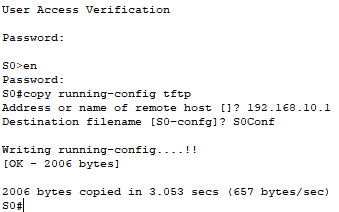 User Access Verification
Password:
S0>en
Password:
S0#copy running-config tftp
Address or name of remote host []? 192.168.10.1
Destination filename [S0-confg]? S0Conf
Writing running-config....!!
[OK - 2006 bytes]
2006 bytes copied in 3.053 secs (657 bytes/sec)
S0#